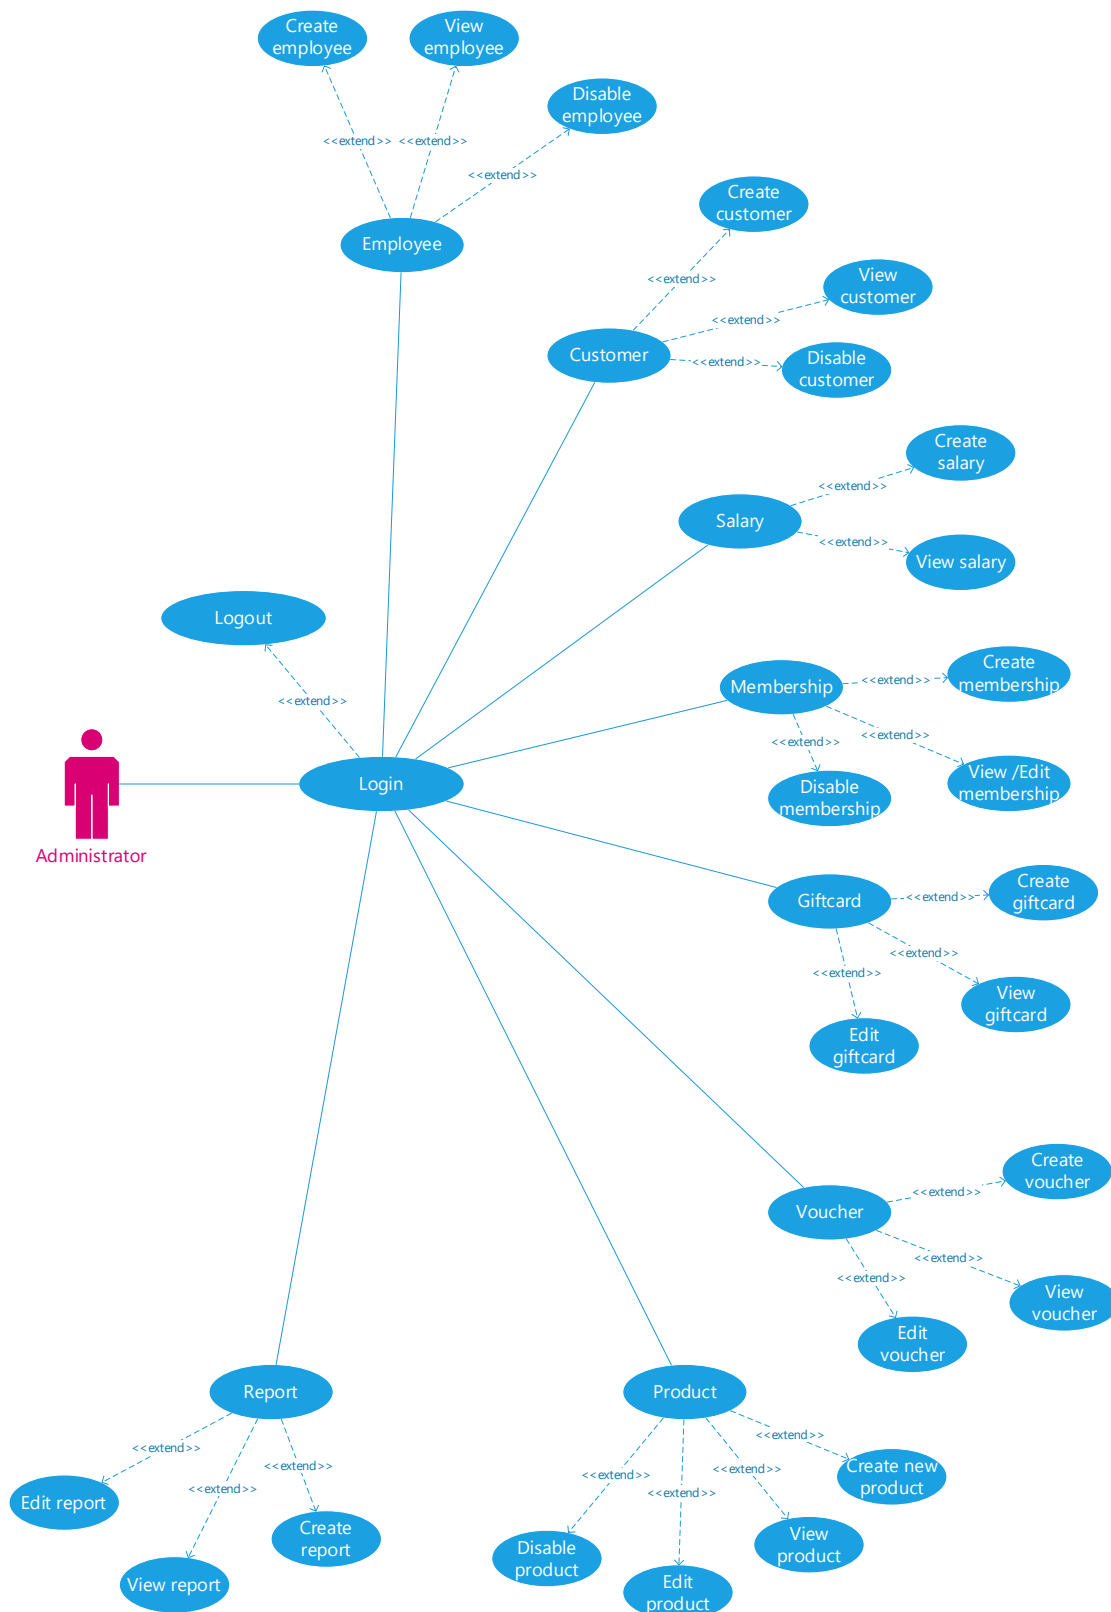 Create
employee
View
employee
Disable
employee
<<extend>>
<<extend>>
<<extend>>
Employee
Create
customer
<<extend>>
View
customer
<<extend>>
Customer
<<extend>>
Disable
customer
Create
salary
<<extend>>
Salary
<<extend>>
View salary
Logout
<<extend>>
Create
membership
<<extend>>
Membership
<<extend>>
<<extend>>
View /Edit
membership
Disable
membership
Login
Administrator
Create
giftcard
<<extend>>
Giftcard
<<extend>>
<<extend>>
View
giftcard
Edit
giftcard
Create
voucher
<<extend>>
Voucher
<<extend>>
<<extend>>
View
voucher
Edit
voucher
Report
<<extend>>
<<extend>>
<<extend>>
Edit report
Create
report
View report
Product
<<extend>>
<<extend>>
<<extend>>
<<extend>>
Create new
product
View
product
Disable
product
Edit
product